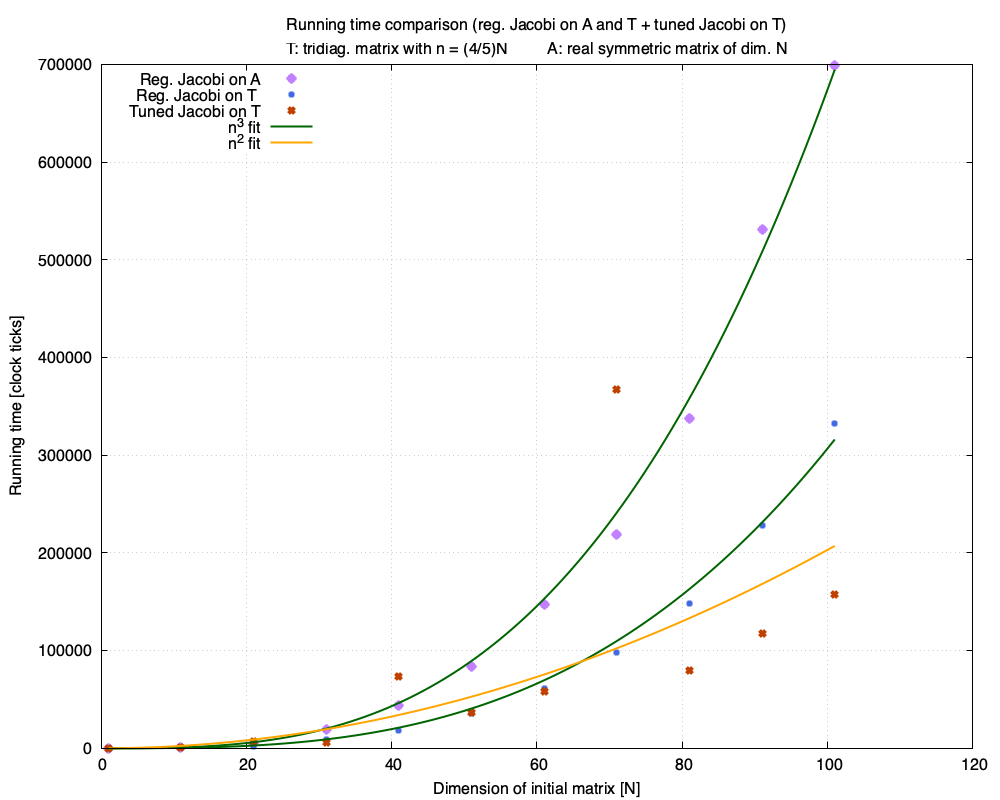 Running time comparison (reg. Jacobi on A and T + tuned Jacobi on T)
T: tridiag. matrix with n = (4/5)N A: real symmetric matrix of dim. N
Reg. Jacobi on A
Reg. Jacobi on T
Tuned Jacobi on T
n³ fit
n² fit
700000
600000
500000
400000
300000
200000
100000
0
Running time [clock ticks]
0 20 40 60 80 100 120
Dimension of initial matrix [N]